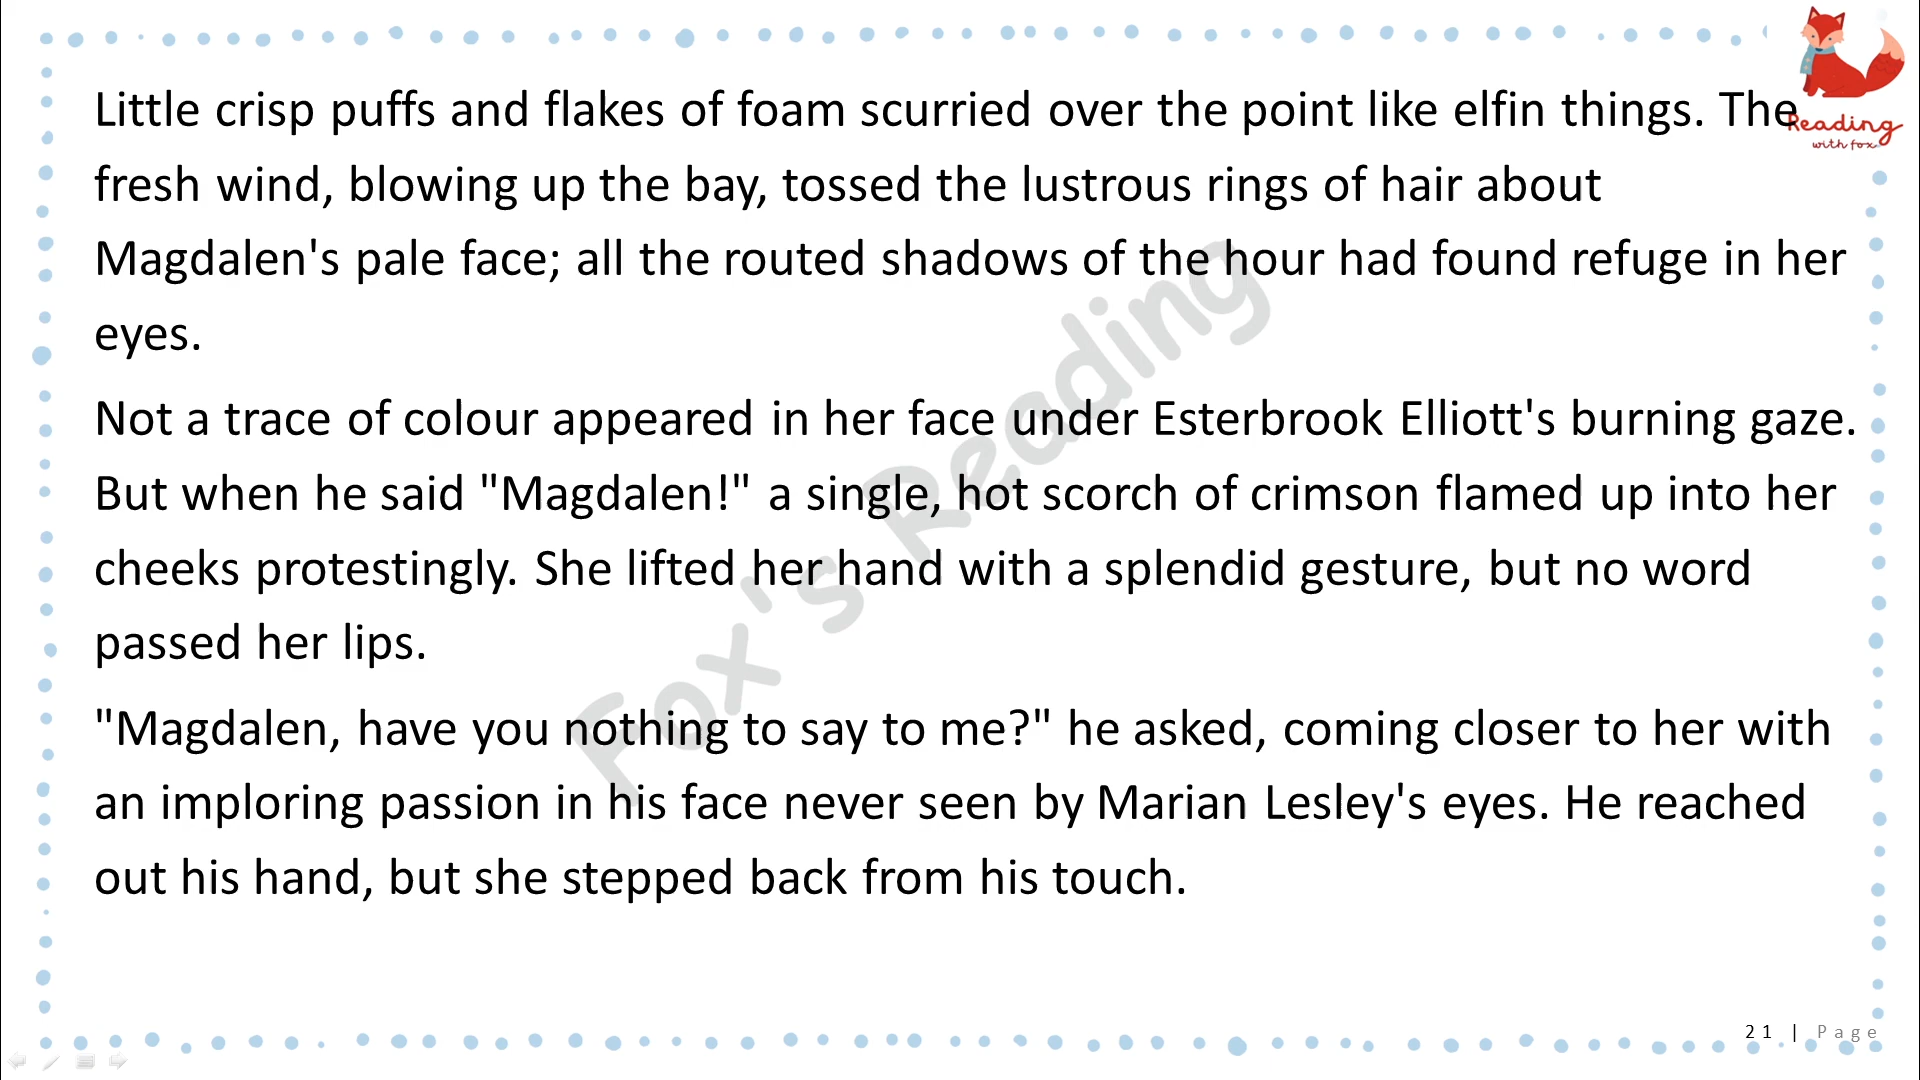 Little crisp puffs and flakes of foam scurried over the point like elfin things. The
fresh wind, blowing up the bay, tossed the lustrous rings of hair about
Magdalen's pale face; all the routed shadows of the hour had found refuge in her
eyes.
Not a trace of colour appeared in her face under Esterbrook Elliott's burning gaze.
But when he said "Magdalen!" a single, hot scorch of crimson flamed up into her
cheeks protestingly. She lifted her hand with a splendid gesture, but no word
passed her lips.
"Magdalen, have you nothing to say to me?" he asked, coming closer to her with
an imploring passion in his face never seen by Marian Lesley's eyes. He reached
out his hand, but she stepped back from his touch.
Reading
with fox
Fox's Reading
21 | Page